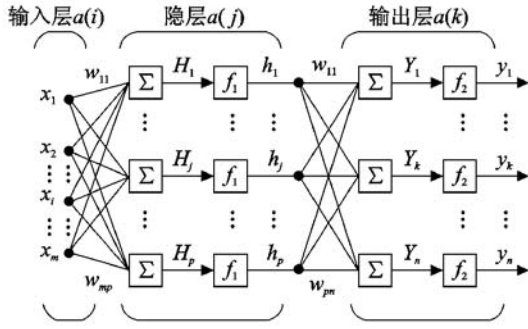 输入层a(i) 隐层a(j) 输出层a(k)
w11 H1 h1 w11 Y1 y1
x1 Σ f1 Σ f2
x2 Hj hj Yk yk
xi Σ f1 Σ f2
xm Hp hp Yn yn
Σ f1 Σ f2
wmp wpn